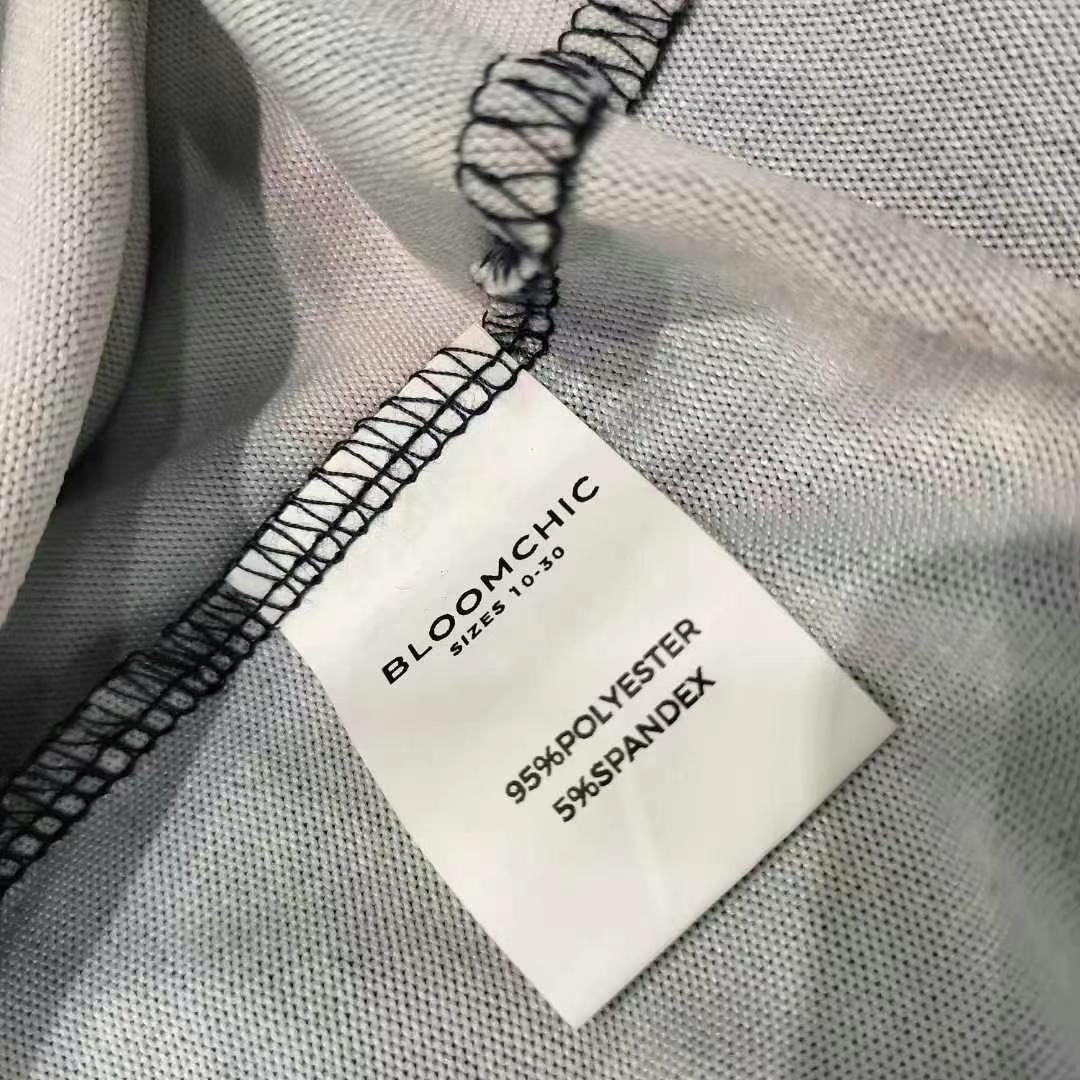 BLOOMCHIC
SIZES 10-30
95%POLYESTER
5%SPANDEX